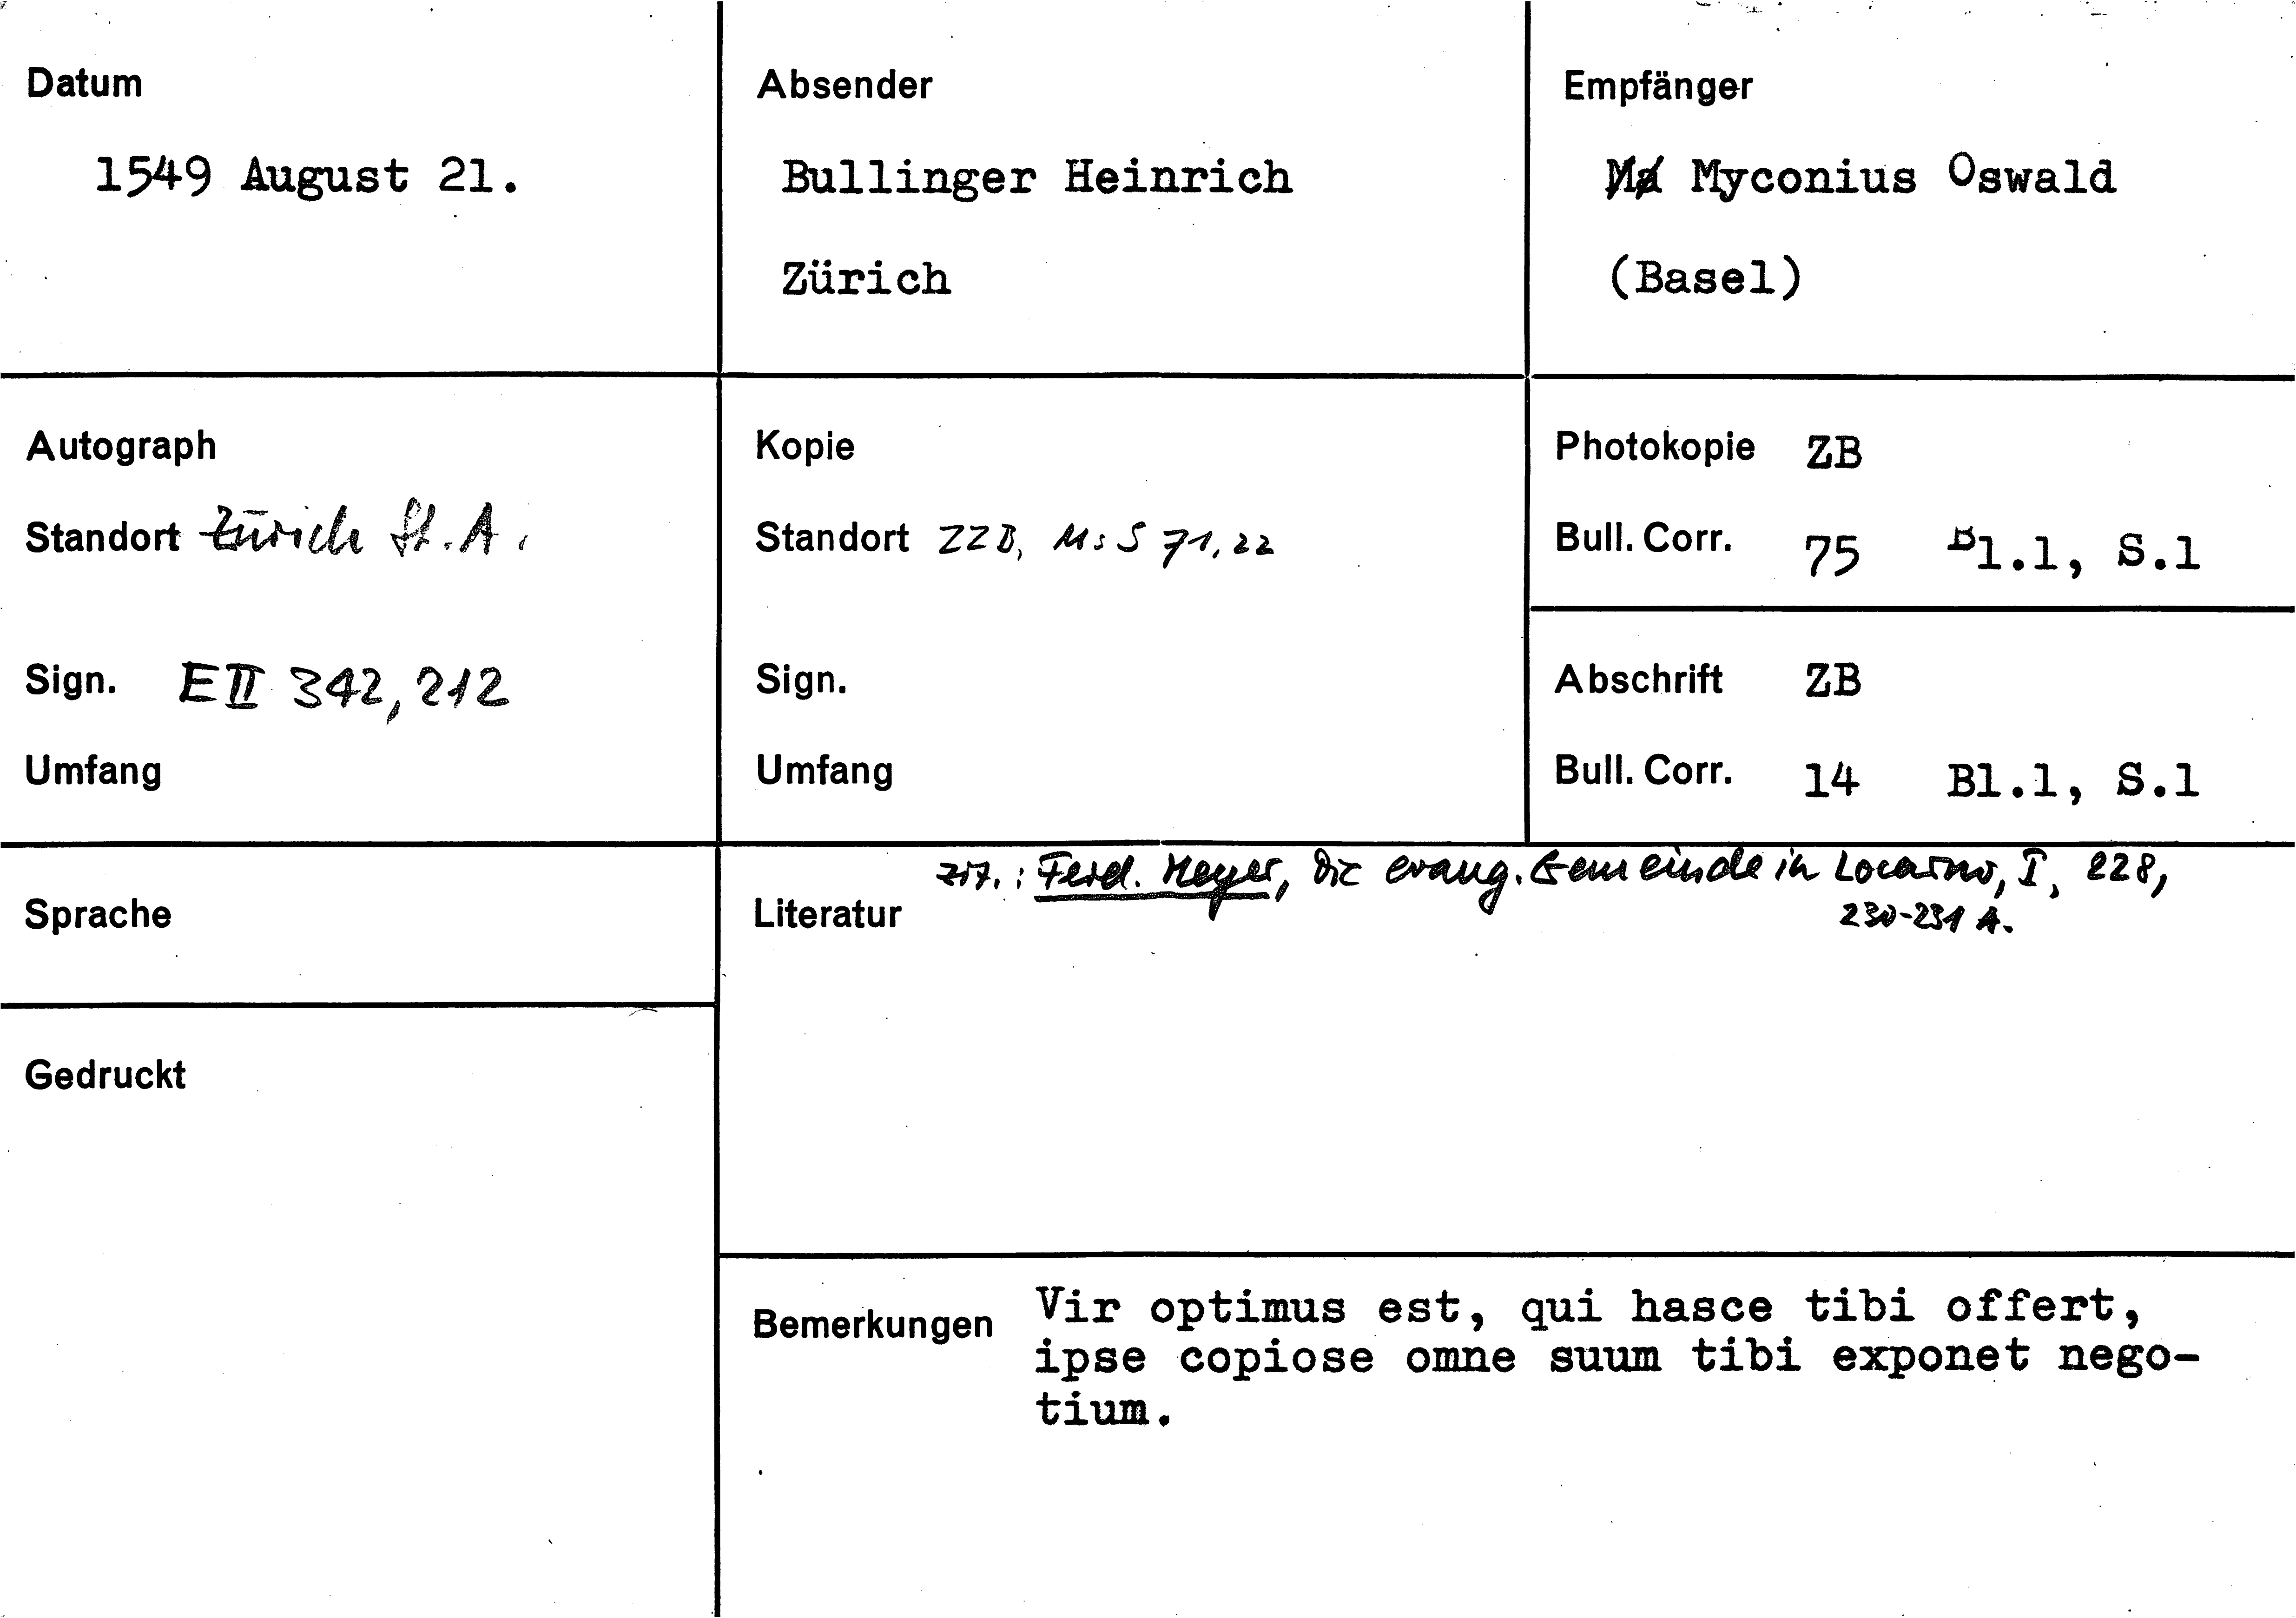 Datum
1549 August 21.
Absender
Bullinger Heinrich
Zürich
Empfänger
Myconius Oswald
(Basel)
Autograph
Standort Zürich St.A.
Sign. E II 342, 212
Umfang
Kopie
Standort ZZB, Ms S 71, 22
Sign.
Umfang
Photokopie ZB
Bull. Corr. 75 Bl.1, S.1
Abschrift ZB
Bull. Corr. 14 Bl.1, S.1
Sprache
Gedruckt
Literatur
zit.: Ferd. Meyer, Die evang. Gemeinde in Locarno, I, 228,
230-231 A.
Bemerkungen
Vir optimus est, qui hasce tibi offert,
ipse copiose omne suum tibi exponet nego-
tium.